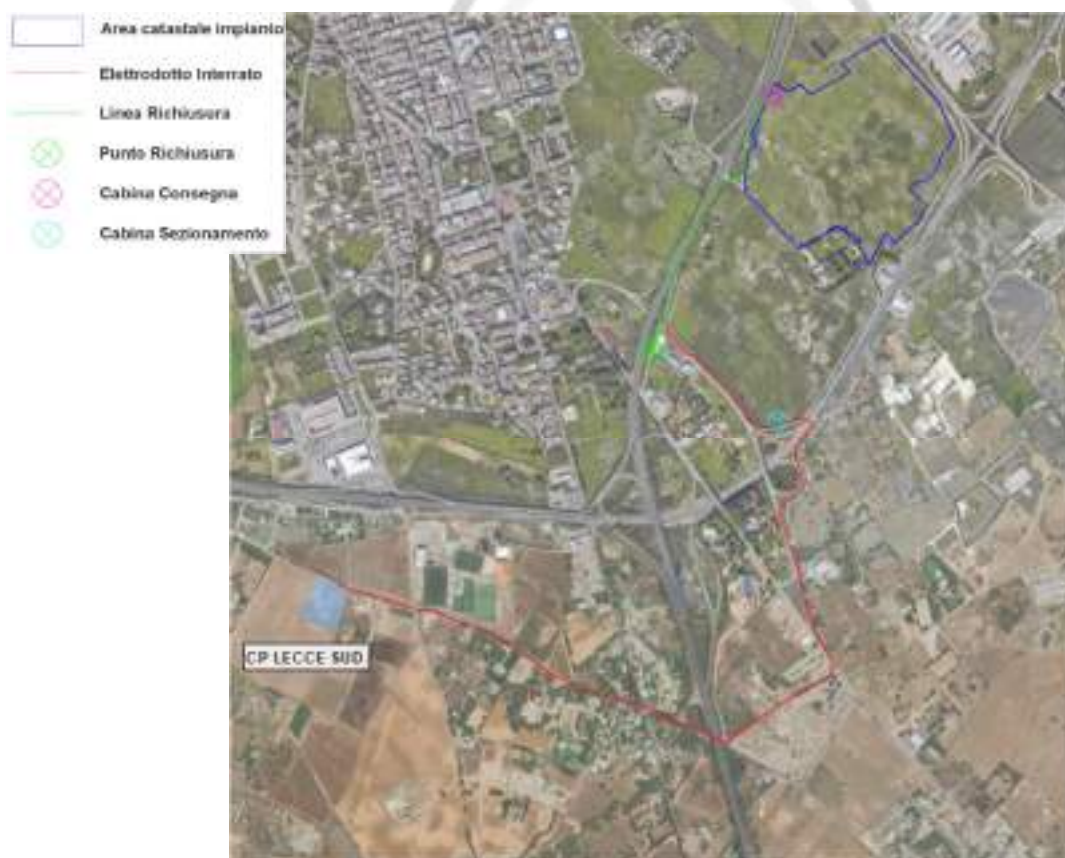 Area catastale impianto
Elettrodotto Interrato
Linea Richiusura
Punto Richiusura
Cabina Consegna
Cabina Sezionamento
CP LECCE SUD